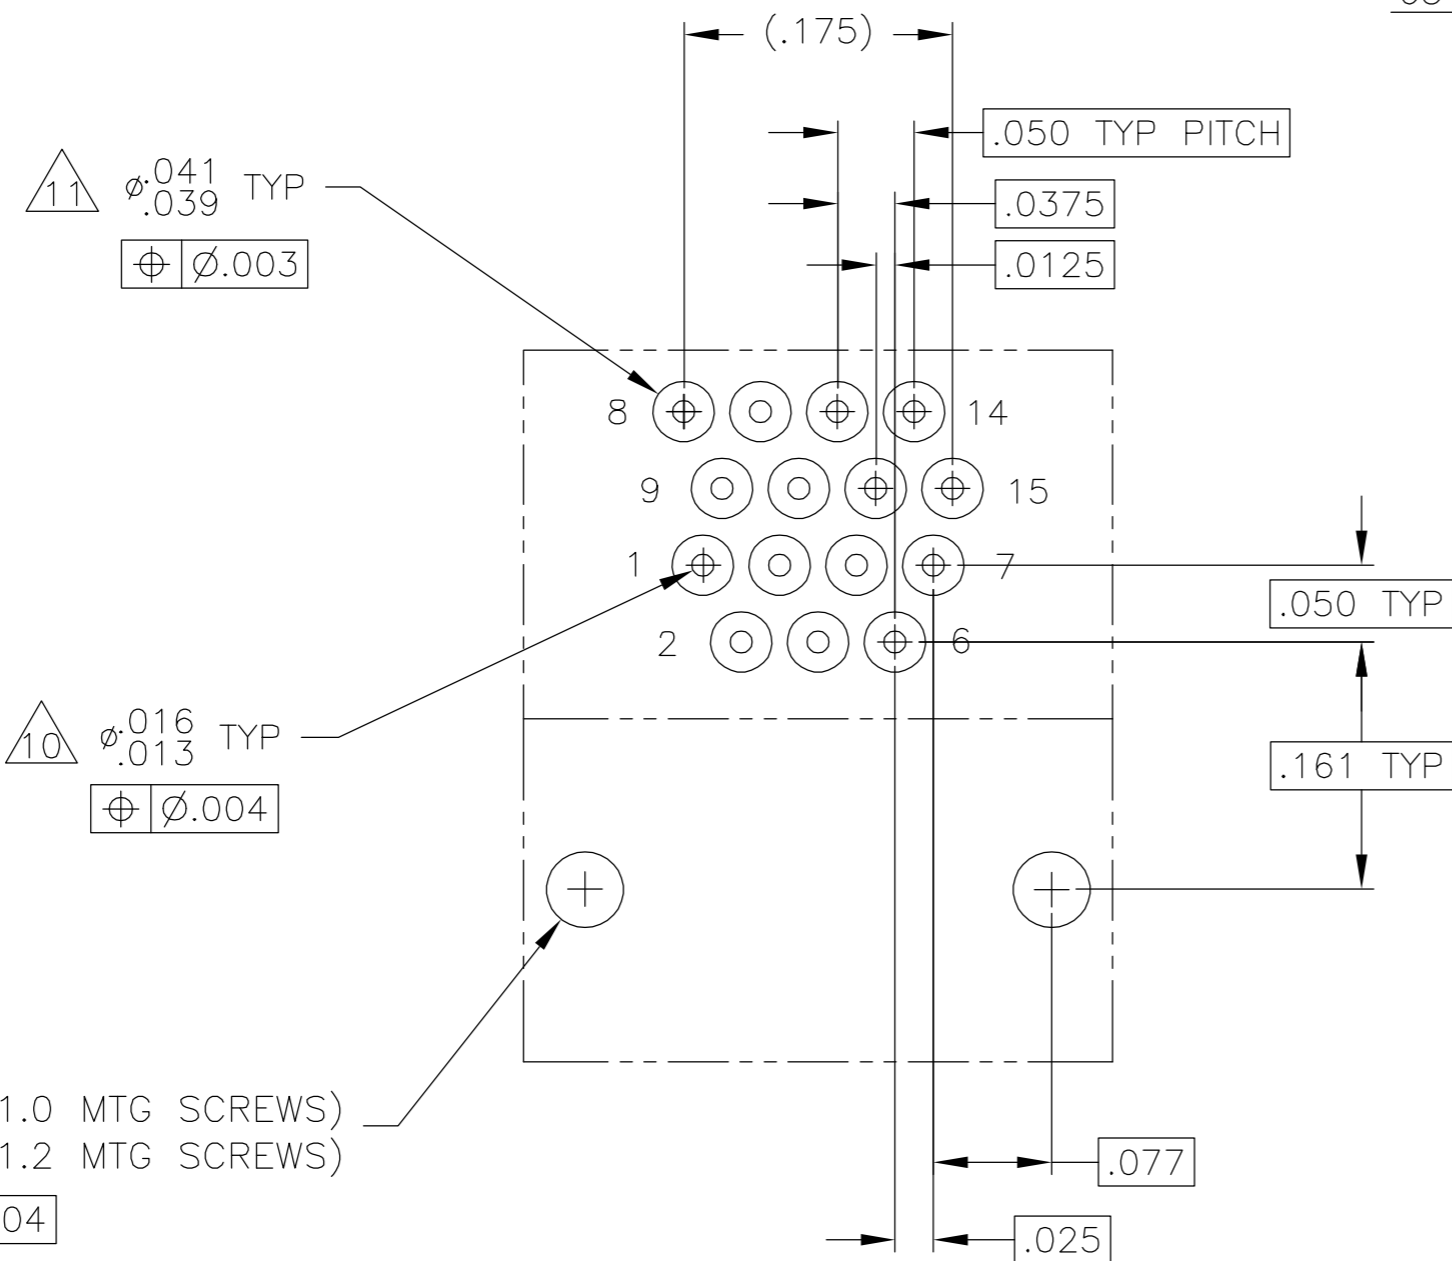 (.175)
.050 TYP PITCH
11 ⌀.041 TYP
.039
⌖ ⌀.003
.0375
.0125
8 14
9 15
1 7
2 6
.050 TYP
10 ⌀.016 TYP
.013
⌖ ⌀.004
.161 TYP
1.0 MTG SCREWS)
1.2 MTG SCREWS)
04
.077
.025